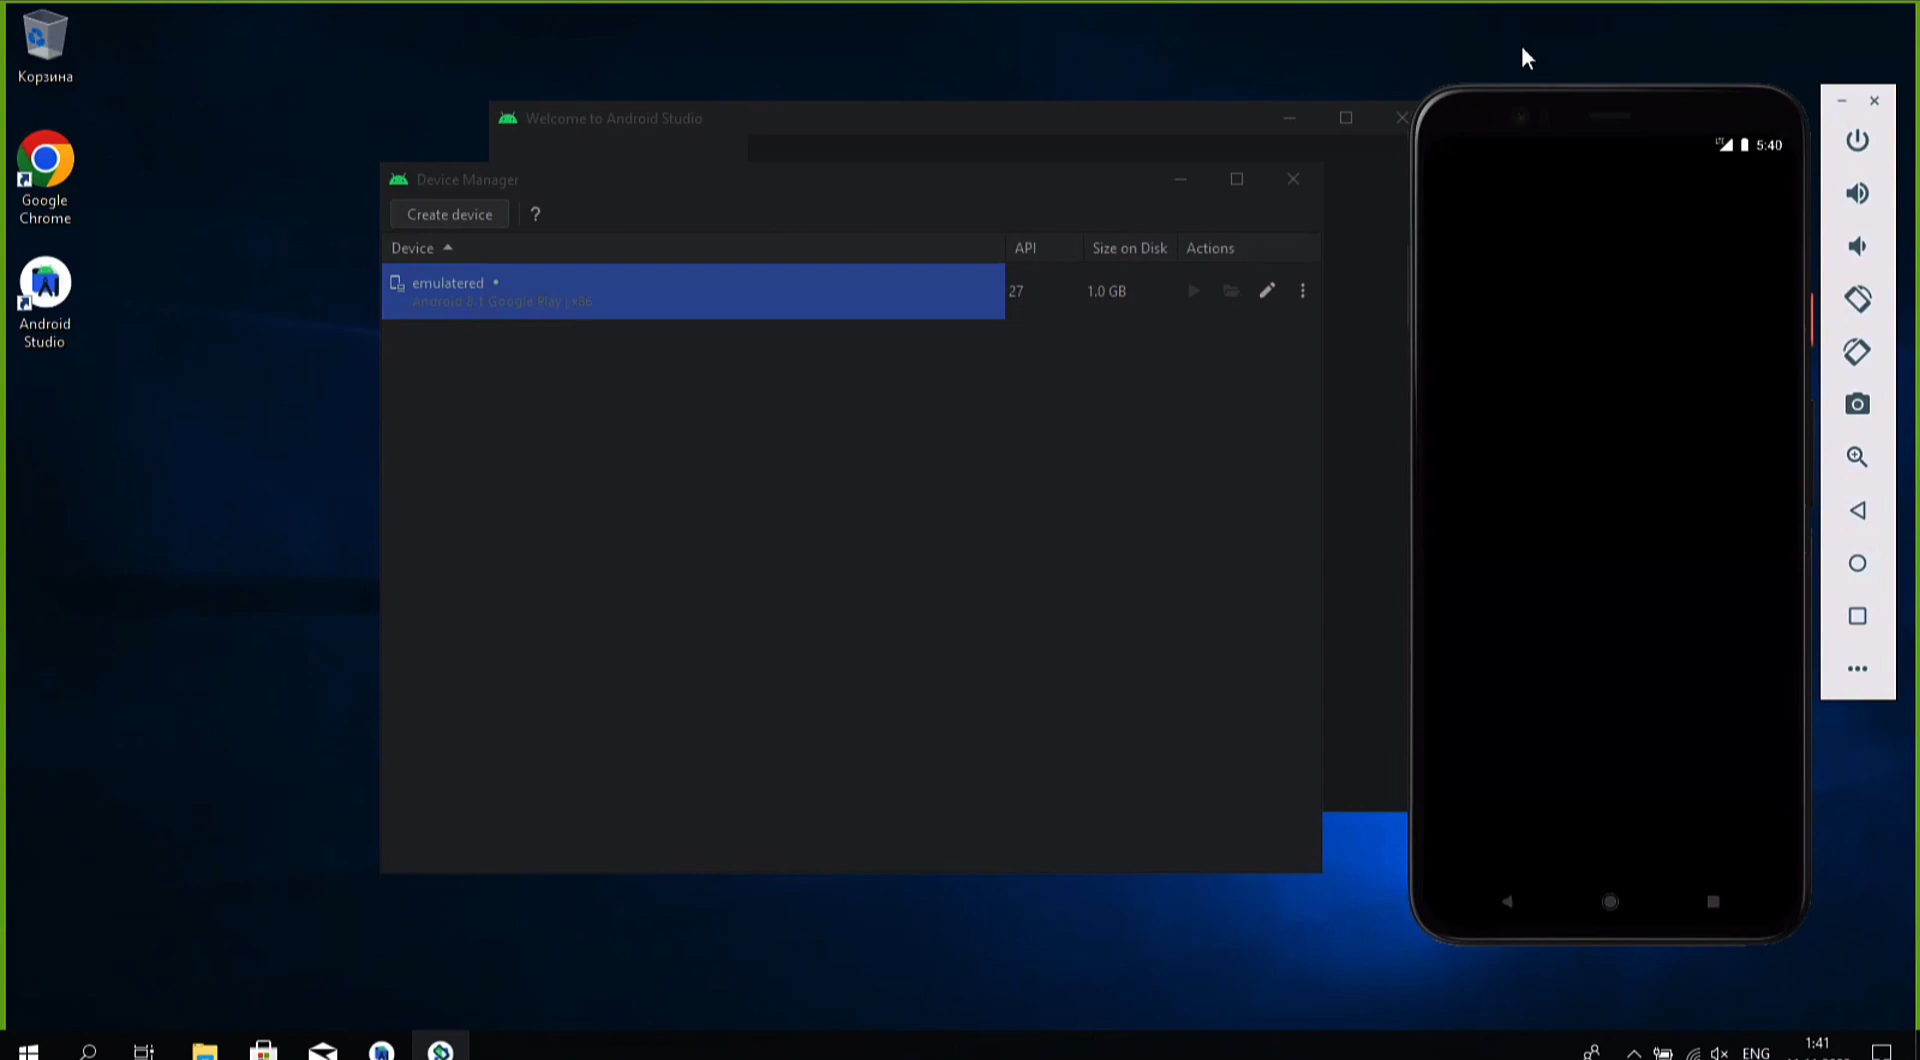 Корзина
Google
Chrome
Android
Studio
Welcome to Android Studio
Device Manager
Create device
?
Device
API
Size on Disk
Actions
emulatered
Android 8.1 Google Play | x86
27
1.0 GB
LTE
5:40
ENG
1:41